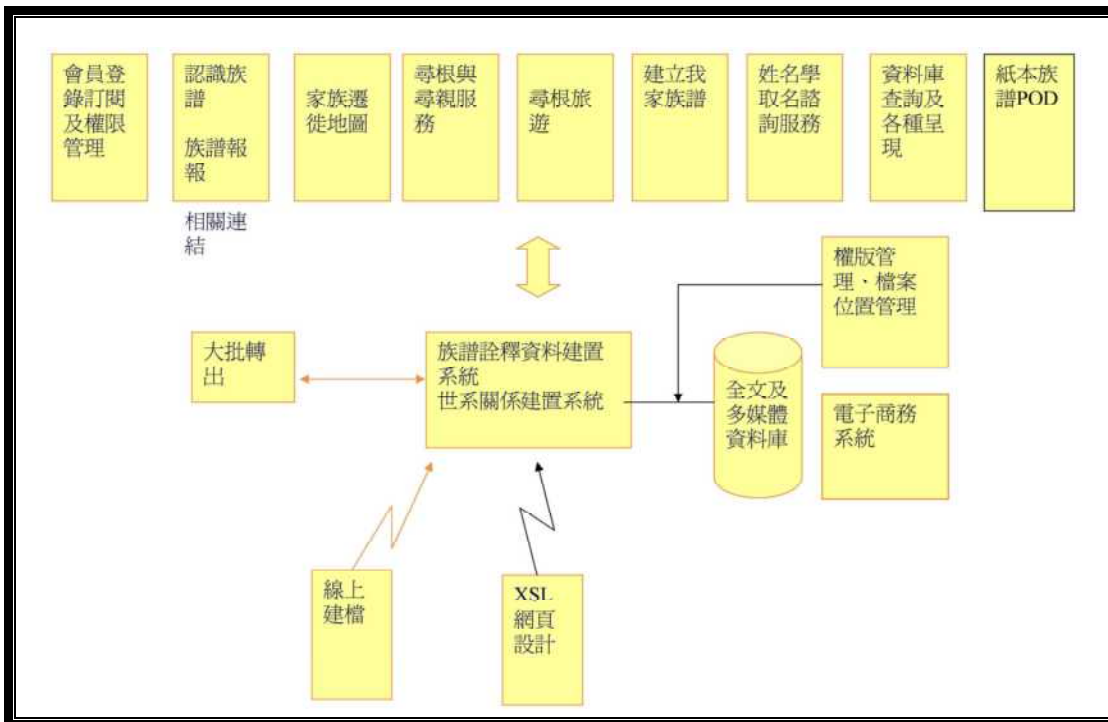 會員登
錄訂閱
及權限
管理
認識族
譜
族譜報
報
相關連
結
家族遷
徙地圖
尋根與
尋親服
務
尋根旅
遊
建立我
家族譜
姓名學
取名諮
詢服務
資料庫
查詢及
各種呈
現
紙本族
譜POD
權版管
理、檔案
位置管理
大批轉
出
族譜詮釋資料建置
系統
世系關係建置系統
全文及
多媒體
資料庫
電子商務
系統
線上
建檔
XSL
網頁
設計